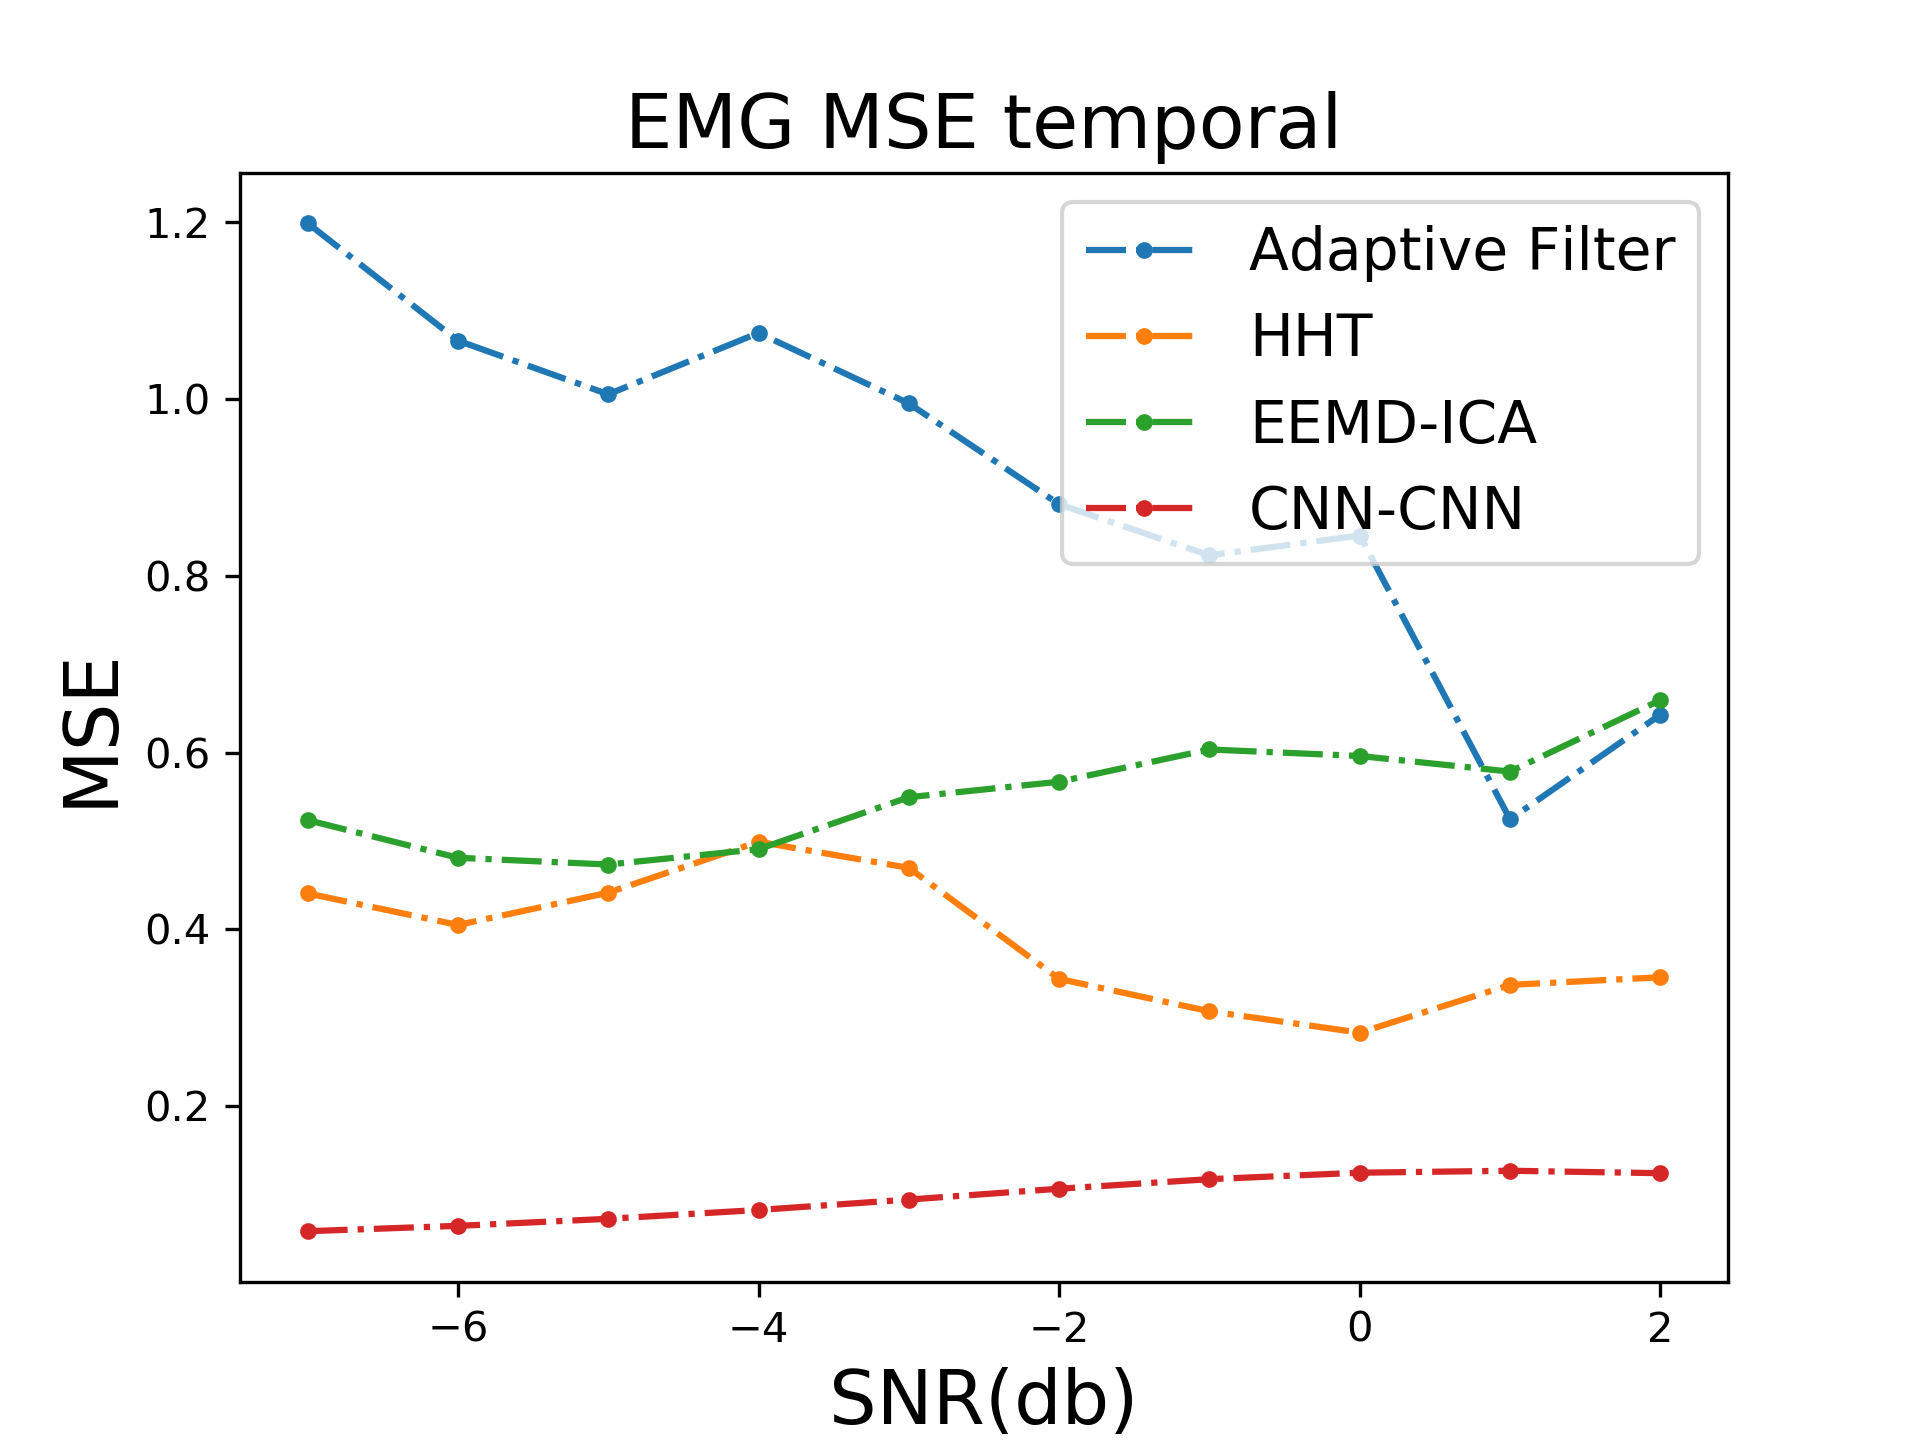 EMG MSE temporal
1.2
1.0
0.8
0.6
0.4
0.2
MSE
Adaptive Filter
HHT
EEMD-ICA
CNN-CNN
−6
−4
−2
0
2
SNR(db)